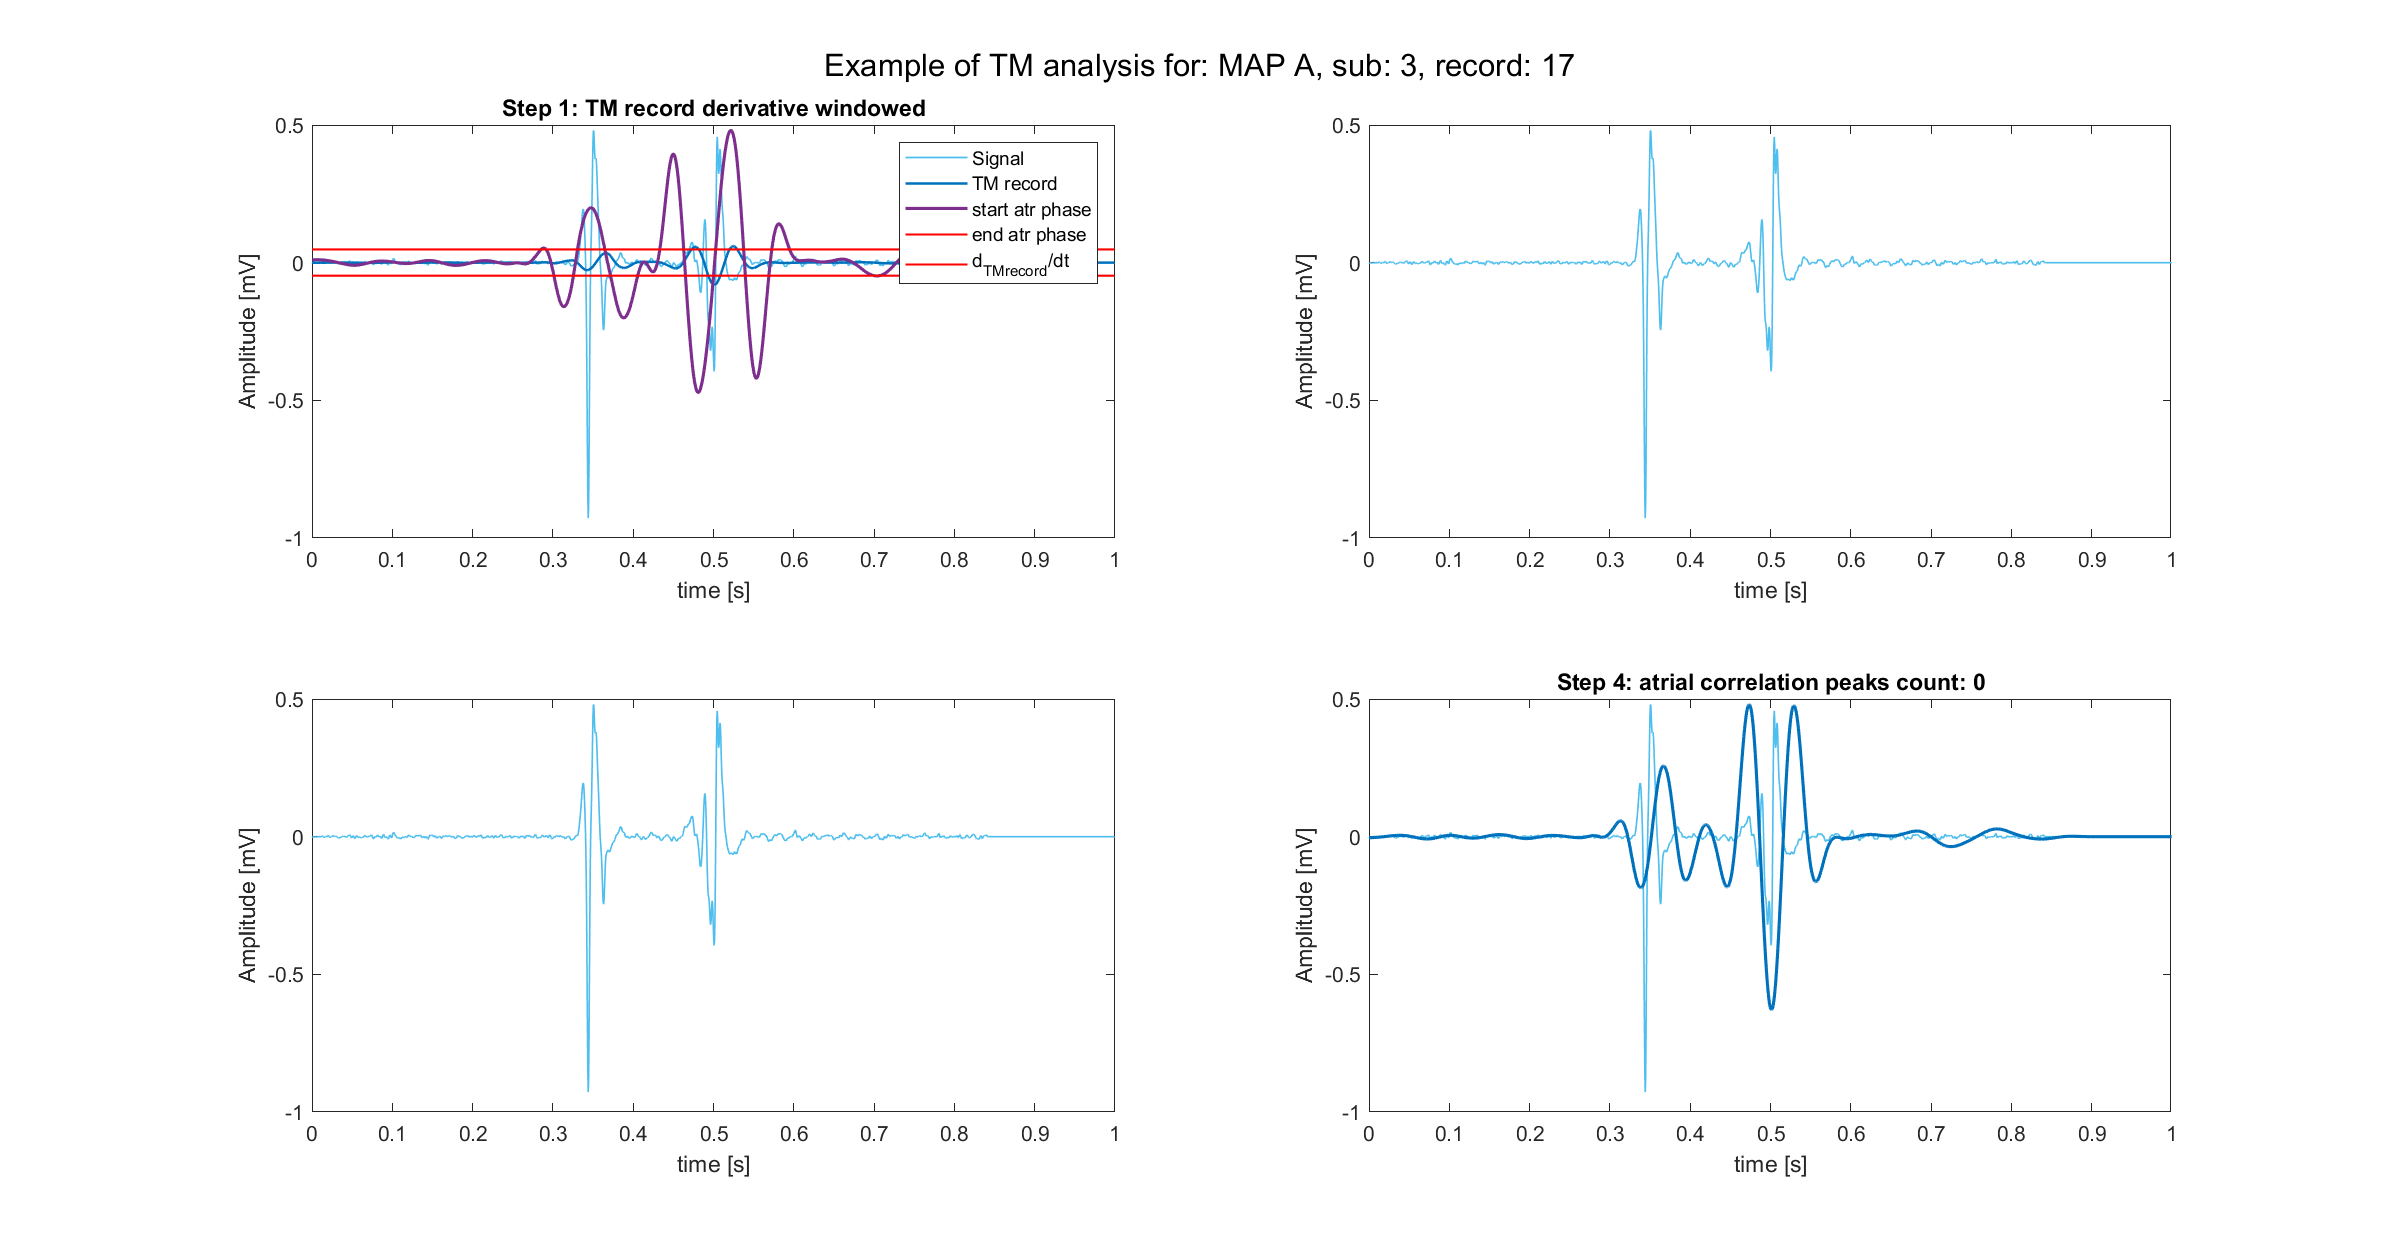 Example of TM analysis for: MAP A, sub: 3, record: 17
Step 1: TM record derivative windowed
0.5
0
-0.5
-1
Amplitude [mV]
0 0.1 0.2 0.3 0.4 0.5 0.6 0.7 0.8 0.9 1
time [s]
Signal
TM record
start atr phase
end atr phase
d_TMrecord/dt
0.5
0
-0.5
-1
Amplitude [mV]
0 0.1 0.2 0.3 0.4 0.5 0.6 0.7 0.8 0.9 1
time [s]
0.5
0
-0.5
-1
Amplitude [mV]
0 0.1 0.2 0.3 0.4 0.5 0.6 0.7 0.8 0.9 1
time [s]
Step 4: atrial correlation peaks count: 0
0.5
0
-0.5
-1
Amplitude [mV]
0 0.1 0.2 0.3 0.4 0.5 0.6 0.7 0.8 0.9 1
time [s]